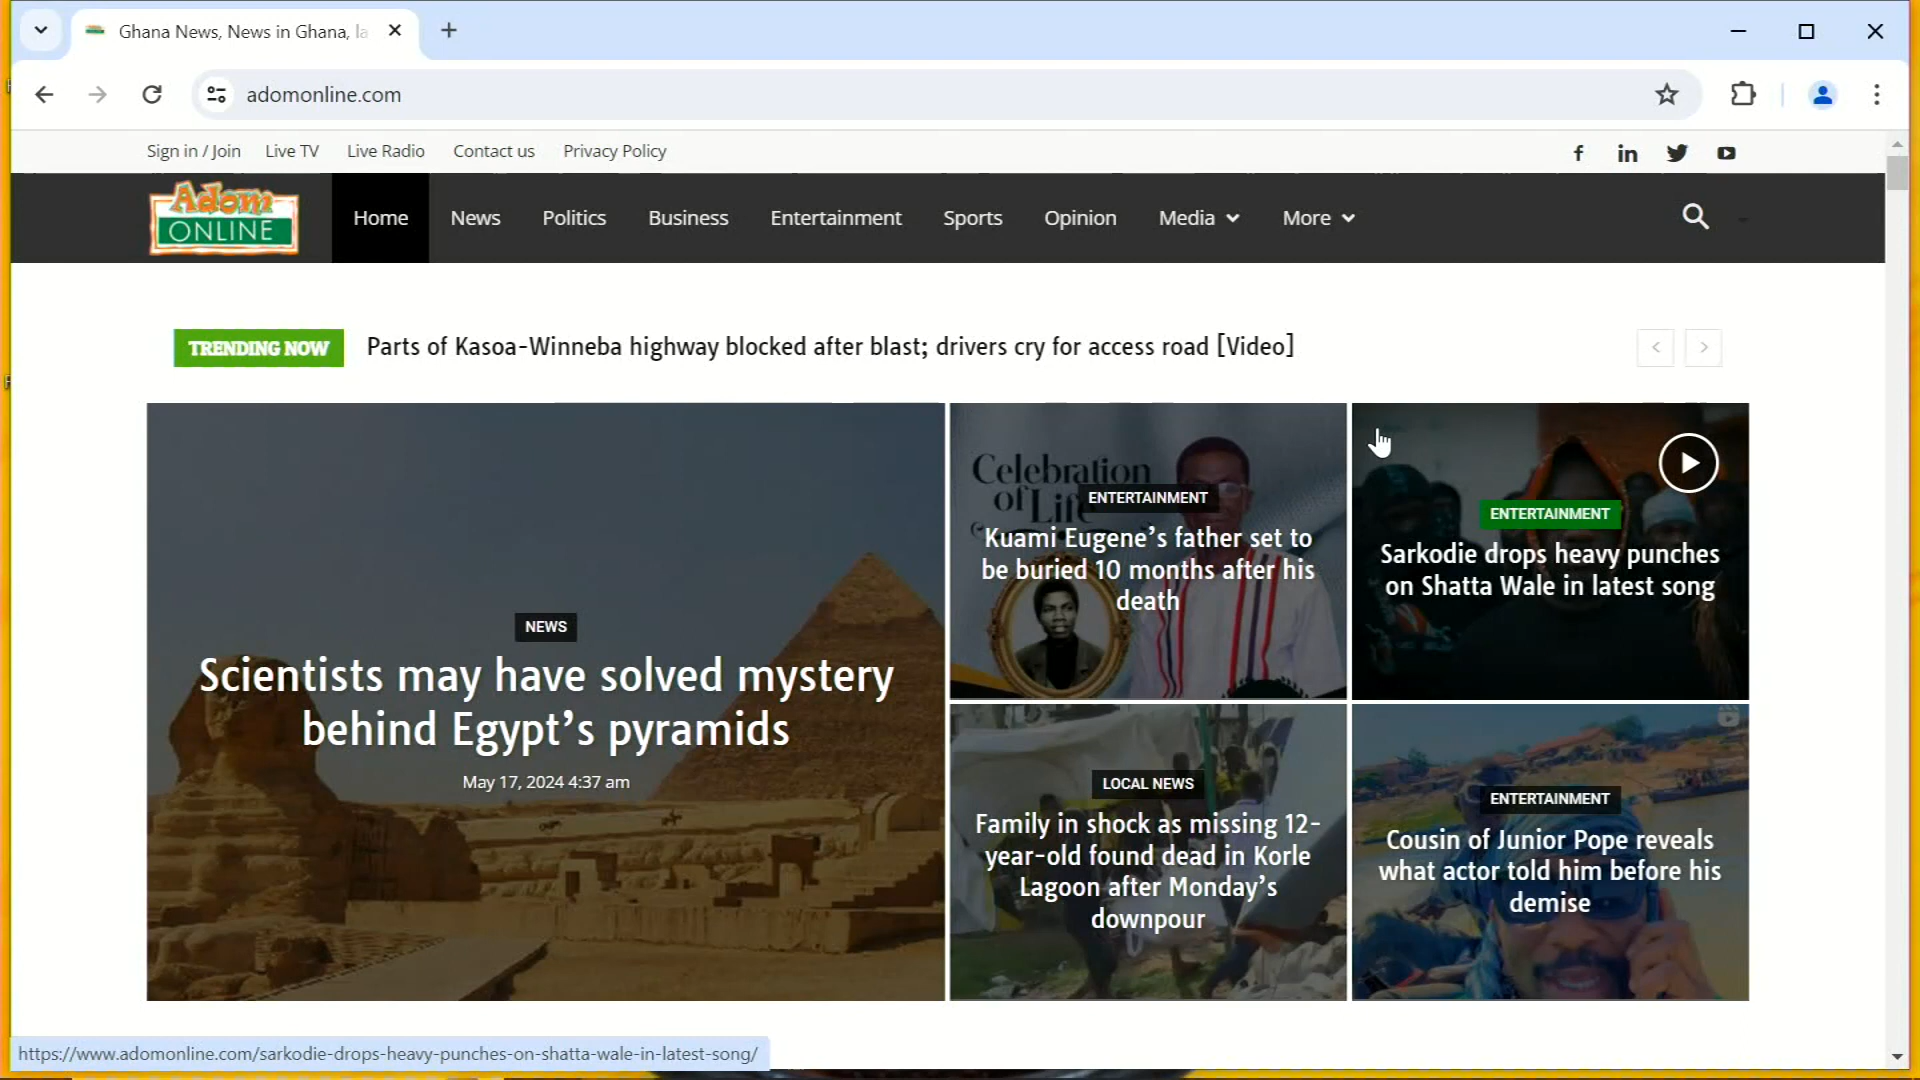 Ghana News, News in Ghana, la
adomonline.com
Sign in / Join Live TV Live Radio Contact us Privacy Policy
Adom ONLINE
Home News Politics Business Entertainment Sports Opinion Media More
TRENDING NOW
Parts of Kasoa-Winneba highway blocked after blast; drivers cry for access road [Video]
NEWS
Scientists may have solved mystery
behind Egypt’s pyramids
May 17, 2024 4:37 am
Celebration
of Life
ENTERTAINMENT
Kuami Eugene’s father set to
be buried 10 months after his
death
ENTERTAINMENT
Sarkodie drops heavy punches
on Shatta Wale in latest song
LOCAL NEWS
Family in shock as missing 12-
year-old found dead in Korle
Lagoon after Monday’s
downpour
ENTERTAINMENT
Cousin of Junior Pope reveals
what actor told him before his
demise
https://www.adomonline.com/sarkodie-drops-heavy-punches-on-shatta-wale-in-latest-song/